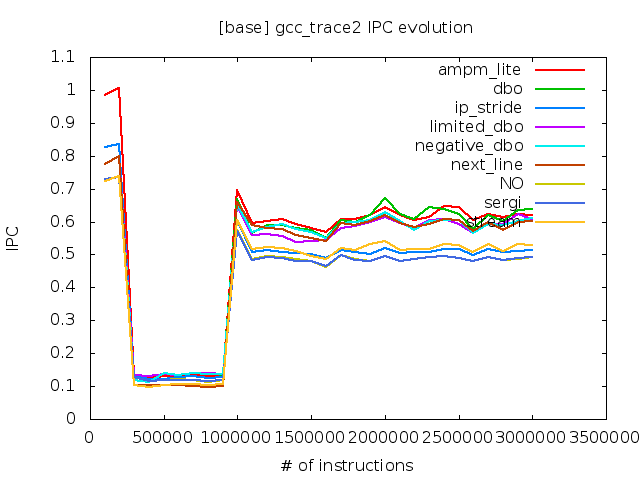 [base] gcc_trace2 IPC evolution
1.1
1
0.9
0.8
0.7
0.6
0.5
0.4
0.3
0.2
0.1
0
IPC
ampm_lite
dbo
ip_stride
limited_dbo
negative_dbo
next_line
NO
sergi
stream
0 500000 1000000 1500000 2000000 2500000 3000000 3500000
# of instructions